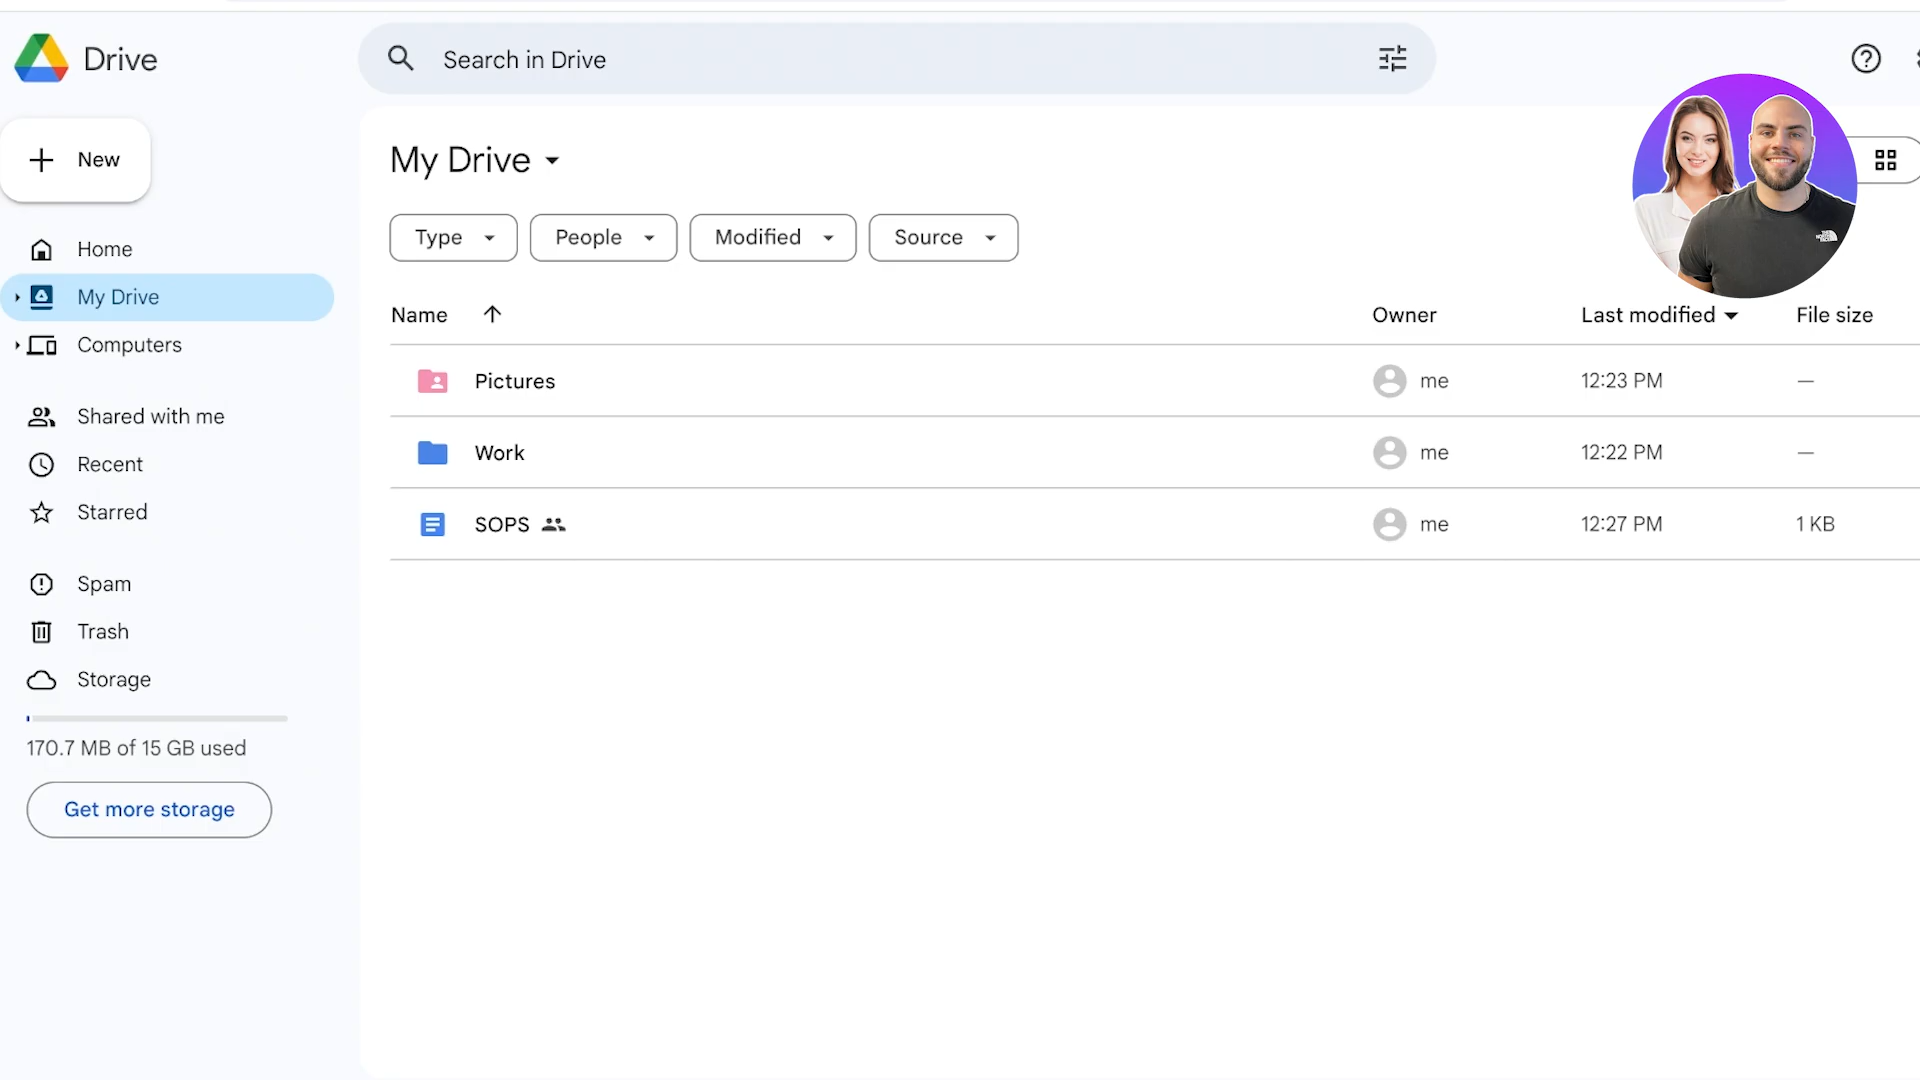 Drive
Search in Drive
New
My Drive
Type
People
Modified
Source
Home
My Drive
Computers
Shared with me
Recent
Starred
Spam
Trash
Storage
170.7 MB of 15 GB used
Get more storage
Name Owner Last modified File size
Pictures me 12:23 PM —
Work me 12:22 PM —
SOPS me 12:27 PM 1 KB